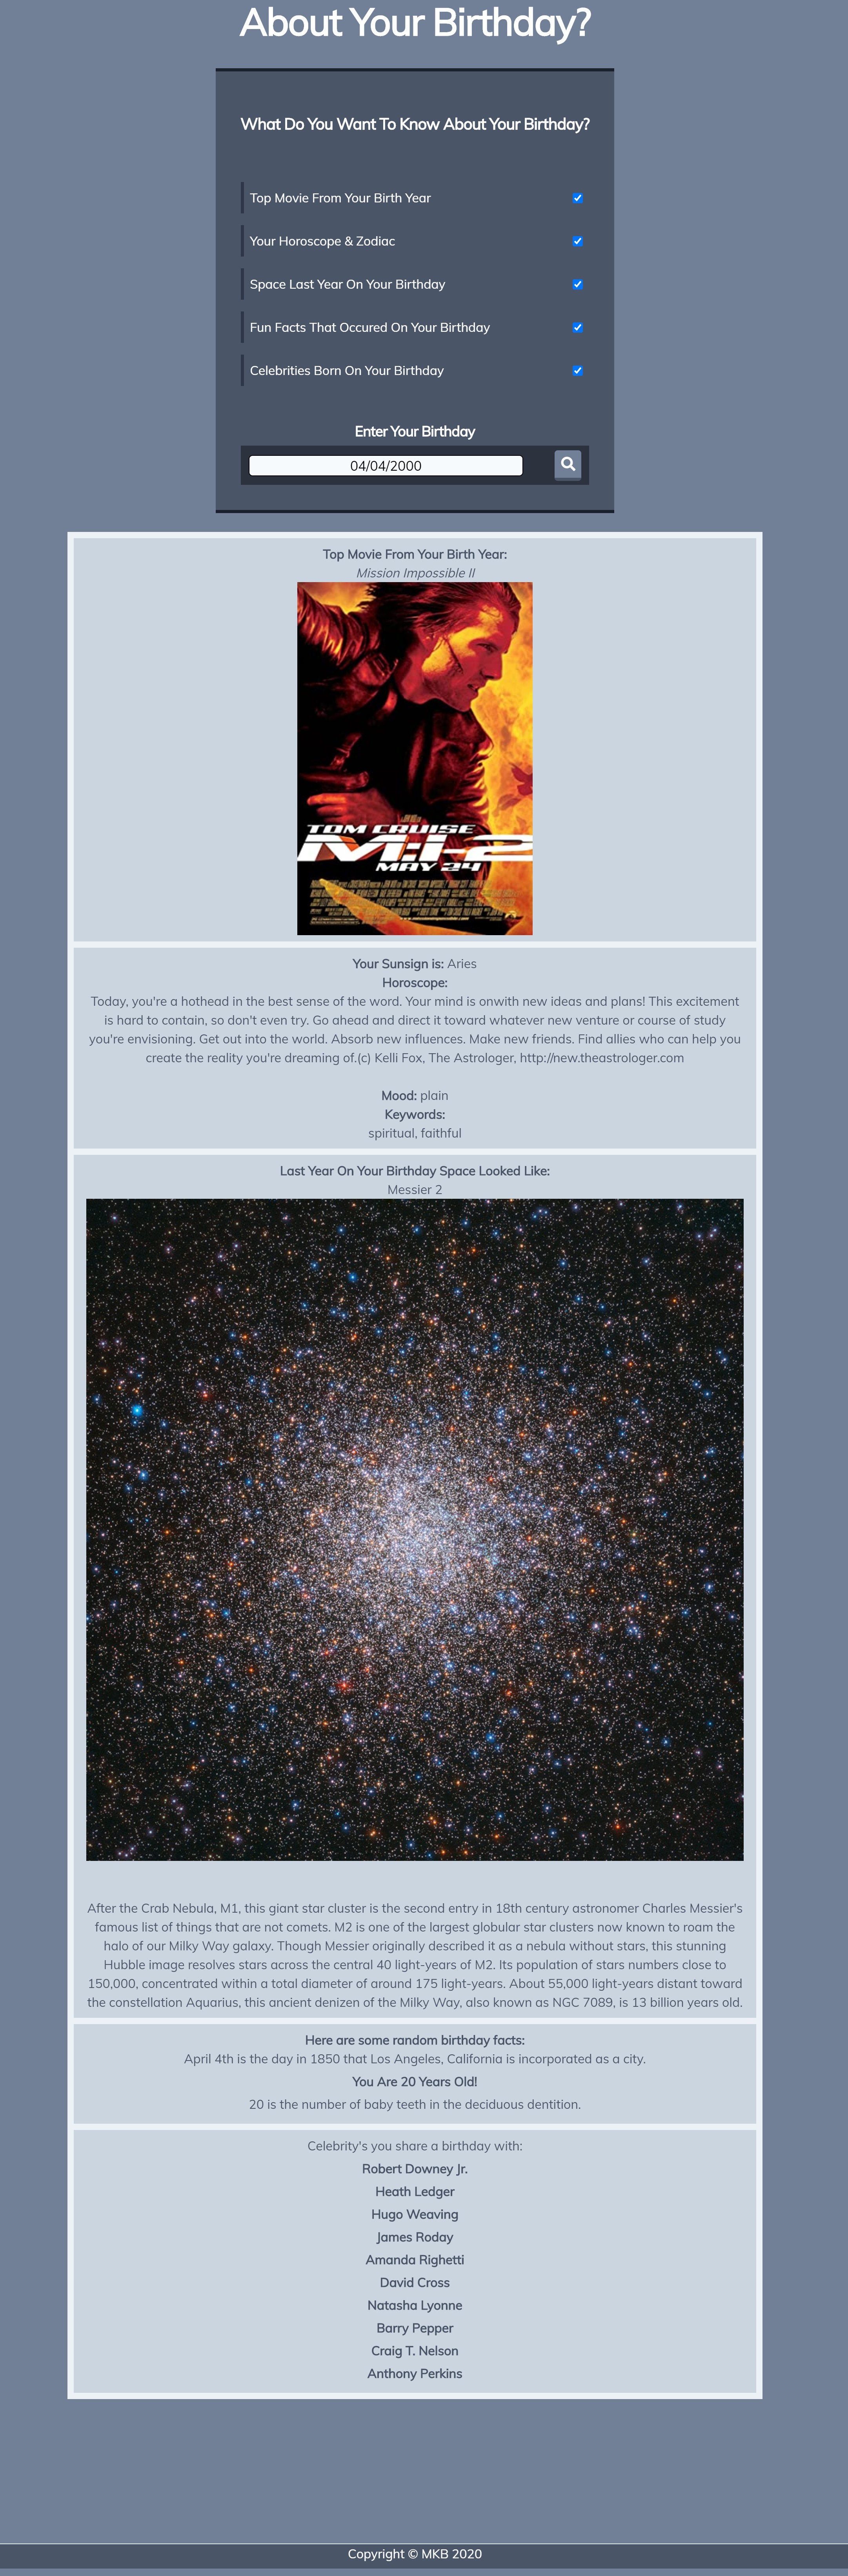 About Your Birthday?
What Do You Want To Know About Your Birthday?
Top Movie From Your Birth Year
Your Horoscope & Zodiac
Space Last Year On Your Birthday
Fun Facts That Occured On Your Birthday
Celebrities Born On Your Birthday
Enter Your Birthday
04/04/2000
Top Movie From Your Birth Year:
Mission Impossible II
TOM CRUISE
M:I-2
MAY 24
Your Sunsign is: Aries
Horoscope:
Today, you're a hothead in the best sense of the word. Your mind is onwith new ideas and plans! This excitement
is hard to contain, so don't even try. Go ahead and direct it toward whatever new venture or course of study
you're envisioning. Get out into the world. Absorb new influences. Make new friends. Find allies who can help you
create the reality you're dreaming of.(c) Kelli Fox, The Astrologer, http://new.theastrologer.com
Mood: plain
Keywords:
spiritual, faithful
Last Year On Your Birthday Space Looked Like:
Messier 2
After the Crab Nebula, M1, this giant star cluster is the second entry in 18th century astronomer Charles Messier's
famous list of things that are not comets. M2 is one of the largest globular star clusters now known to roam the
halo of our Milky Way galaxy. Though Messier originally described it as a nebula without stars, this stunning
Hubble image resolves stars across the central 40 light-years of M2. Its population of stars numbers close to
150,000, concentrated within a total diameter of around 175 light-years. About 55,000 light-years distant toward
the constellation Aquarius, this ancient denizen of the Milky Way, also known as NGC 7089, is 13 billion years old.
Here are some random birthday facts:
April 4th is the day in 1850 that Los Angeles, California is incorporated as a city.
You Are 20 Years Old!
20 is the number of baby teeth in the deciduous dentition.
Celebrity's you share a birthday with:
Robert Downey Jr.
Heath Ledger
Hugo Weaving
James Roday
Amanda Righetti
David Cross
Natasha Lyonne
Barry Pepper
Craig T. Nelson
Anthony Perkins
Copyright © MKB 2020